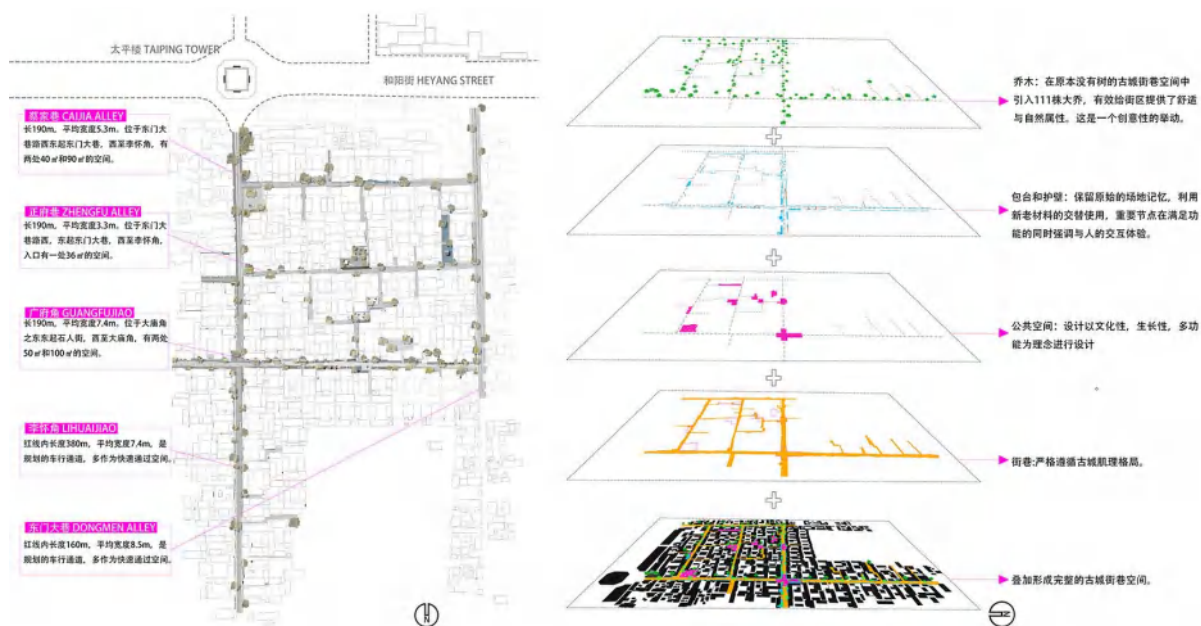 太平楼 TAIPING TOWER
和阳街 HEYANG STREET
蔡家巷 CAIJIA ALLEY
长190m，平均宽度5.3m。位于东门大
巷路西东起东门大巷，西至李怀角，有
两处40㎡和90㎡的空间。
正府巷 ZHENGFU ALLEY
长190m，平均宽度3.3m。位于东门大
巷路西，东起东门大巷，西至李怀角，
入口有一处36㎡的空间。
广府角 GUANGFUJIAO
长190m，平均宽度7.4m。位于大庙角
之东东起石人街，西至大庙角，有两处
50㎡和100㎡的空间。
李怀角 LIHUAIJIAO
红线内长度380m，平均宽度7.4m，是
规划的车行通道，多作为快速通过空间。
东门大巷 DONGMEN ALLEY
红线内长度160m，平均宽度8.5m，是
规划的车行通道，多作为快速通过空间。
N
乔木：在原本没有树的古城街巷空间中
引入111株大乔，有效给街区提供了舒适
与自然属性。这是一个创意性的举动。
包台和护壁：保留原始的场地记忆，利用
新老材料的交替使用，重要节点在满足功
能的同时强调与人的交互体验。
公共空间：设计以文化性，生长性，多功
能为理念进行设计
街巷:严格遵循古城肌理格局。
叠加形成完整的古城街巷空间。
N